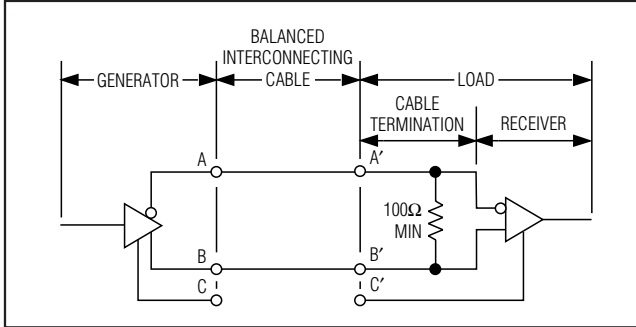 BALANCED
INTERCONNECTING
GENERATOR CABLE LOAD
CABLE
TERMINATION RECEIVER
A A′
100Ω
MIN
B B′
C C′